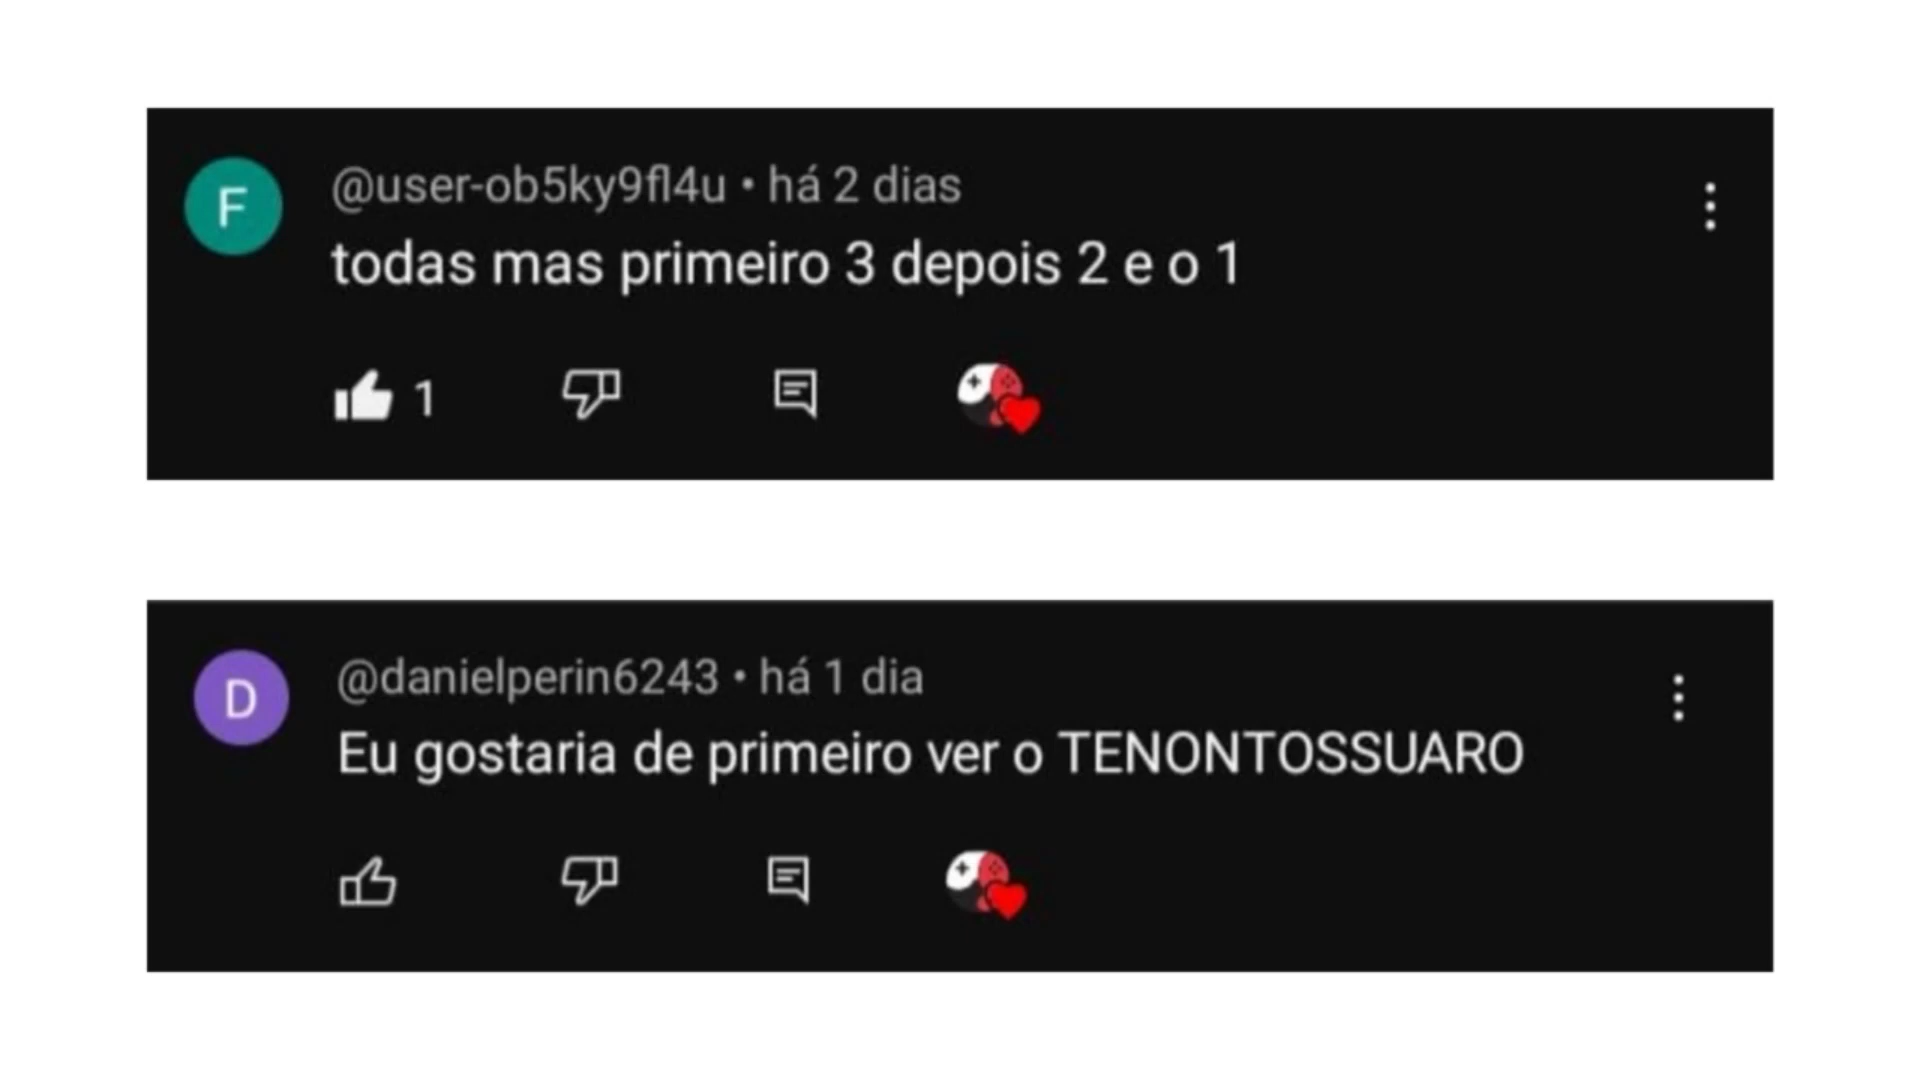 F
@user-ob5ky9fl4u • há 2 dias
todas mas primeiro 3 depois 2 e o 1
1
D
@danielperin6243 • há 1 dia
Eu gostaria de primeiro ver o TENONTOSSUARO